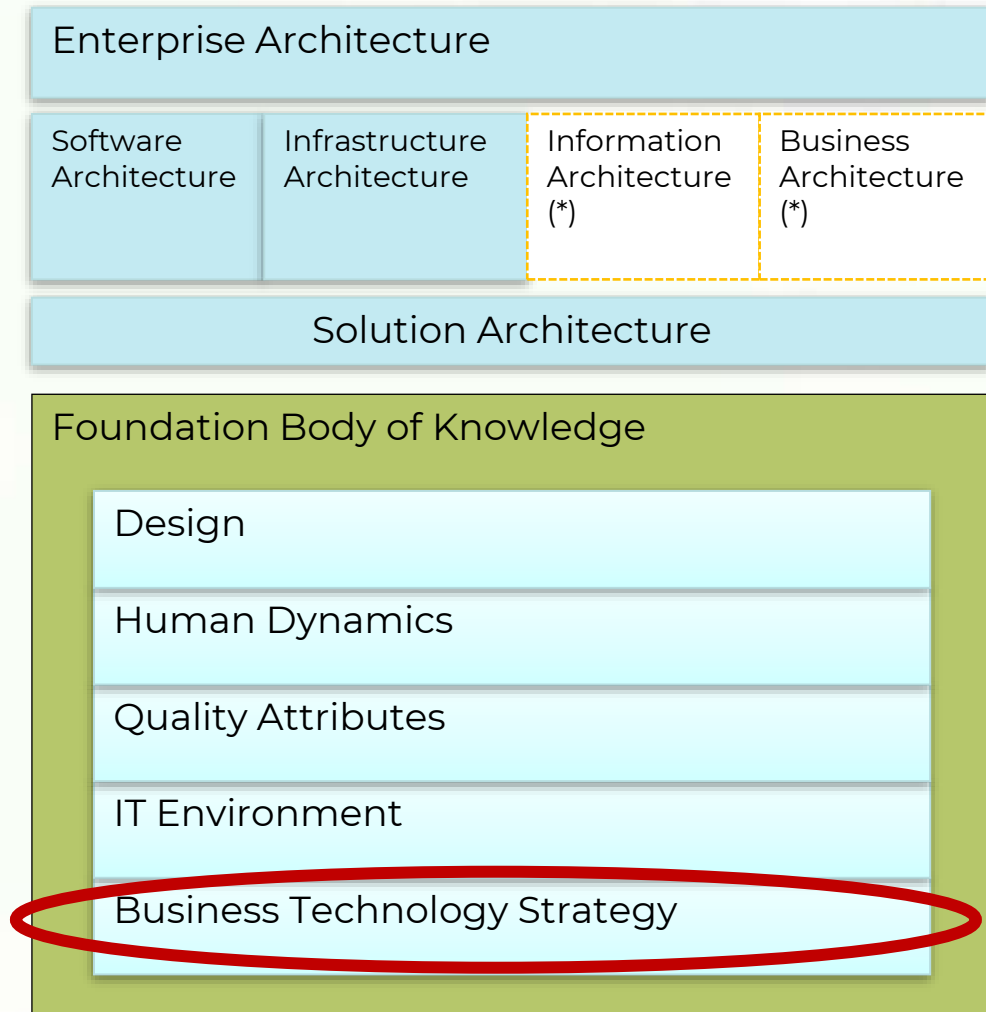 Enterprise Architecture
Software
Architecture
Infrastructure
Architecture
Information
Architecture
(*)
Business
Architecture
(*)
Solution Architecture
Foundation Body of Knowledge
Design
Human Dynamics
Quality Attributes
IT Environment
Business Technology Strategy